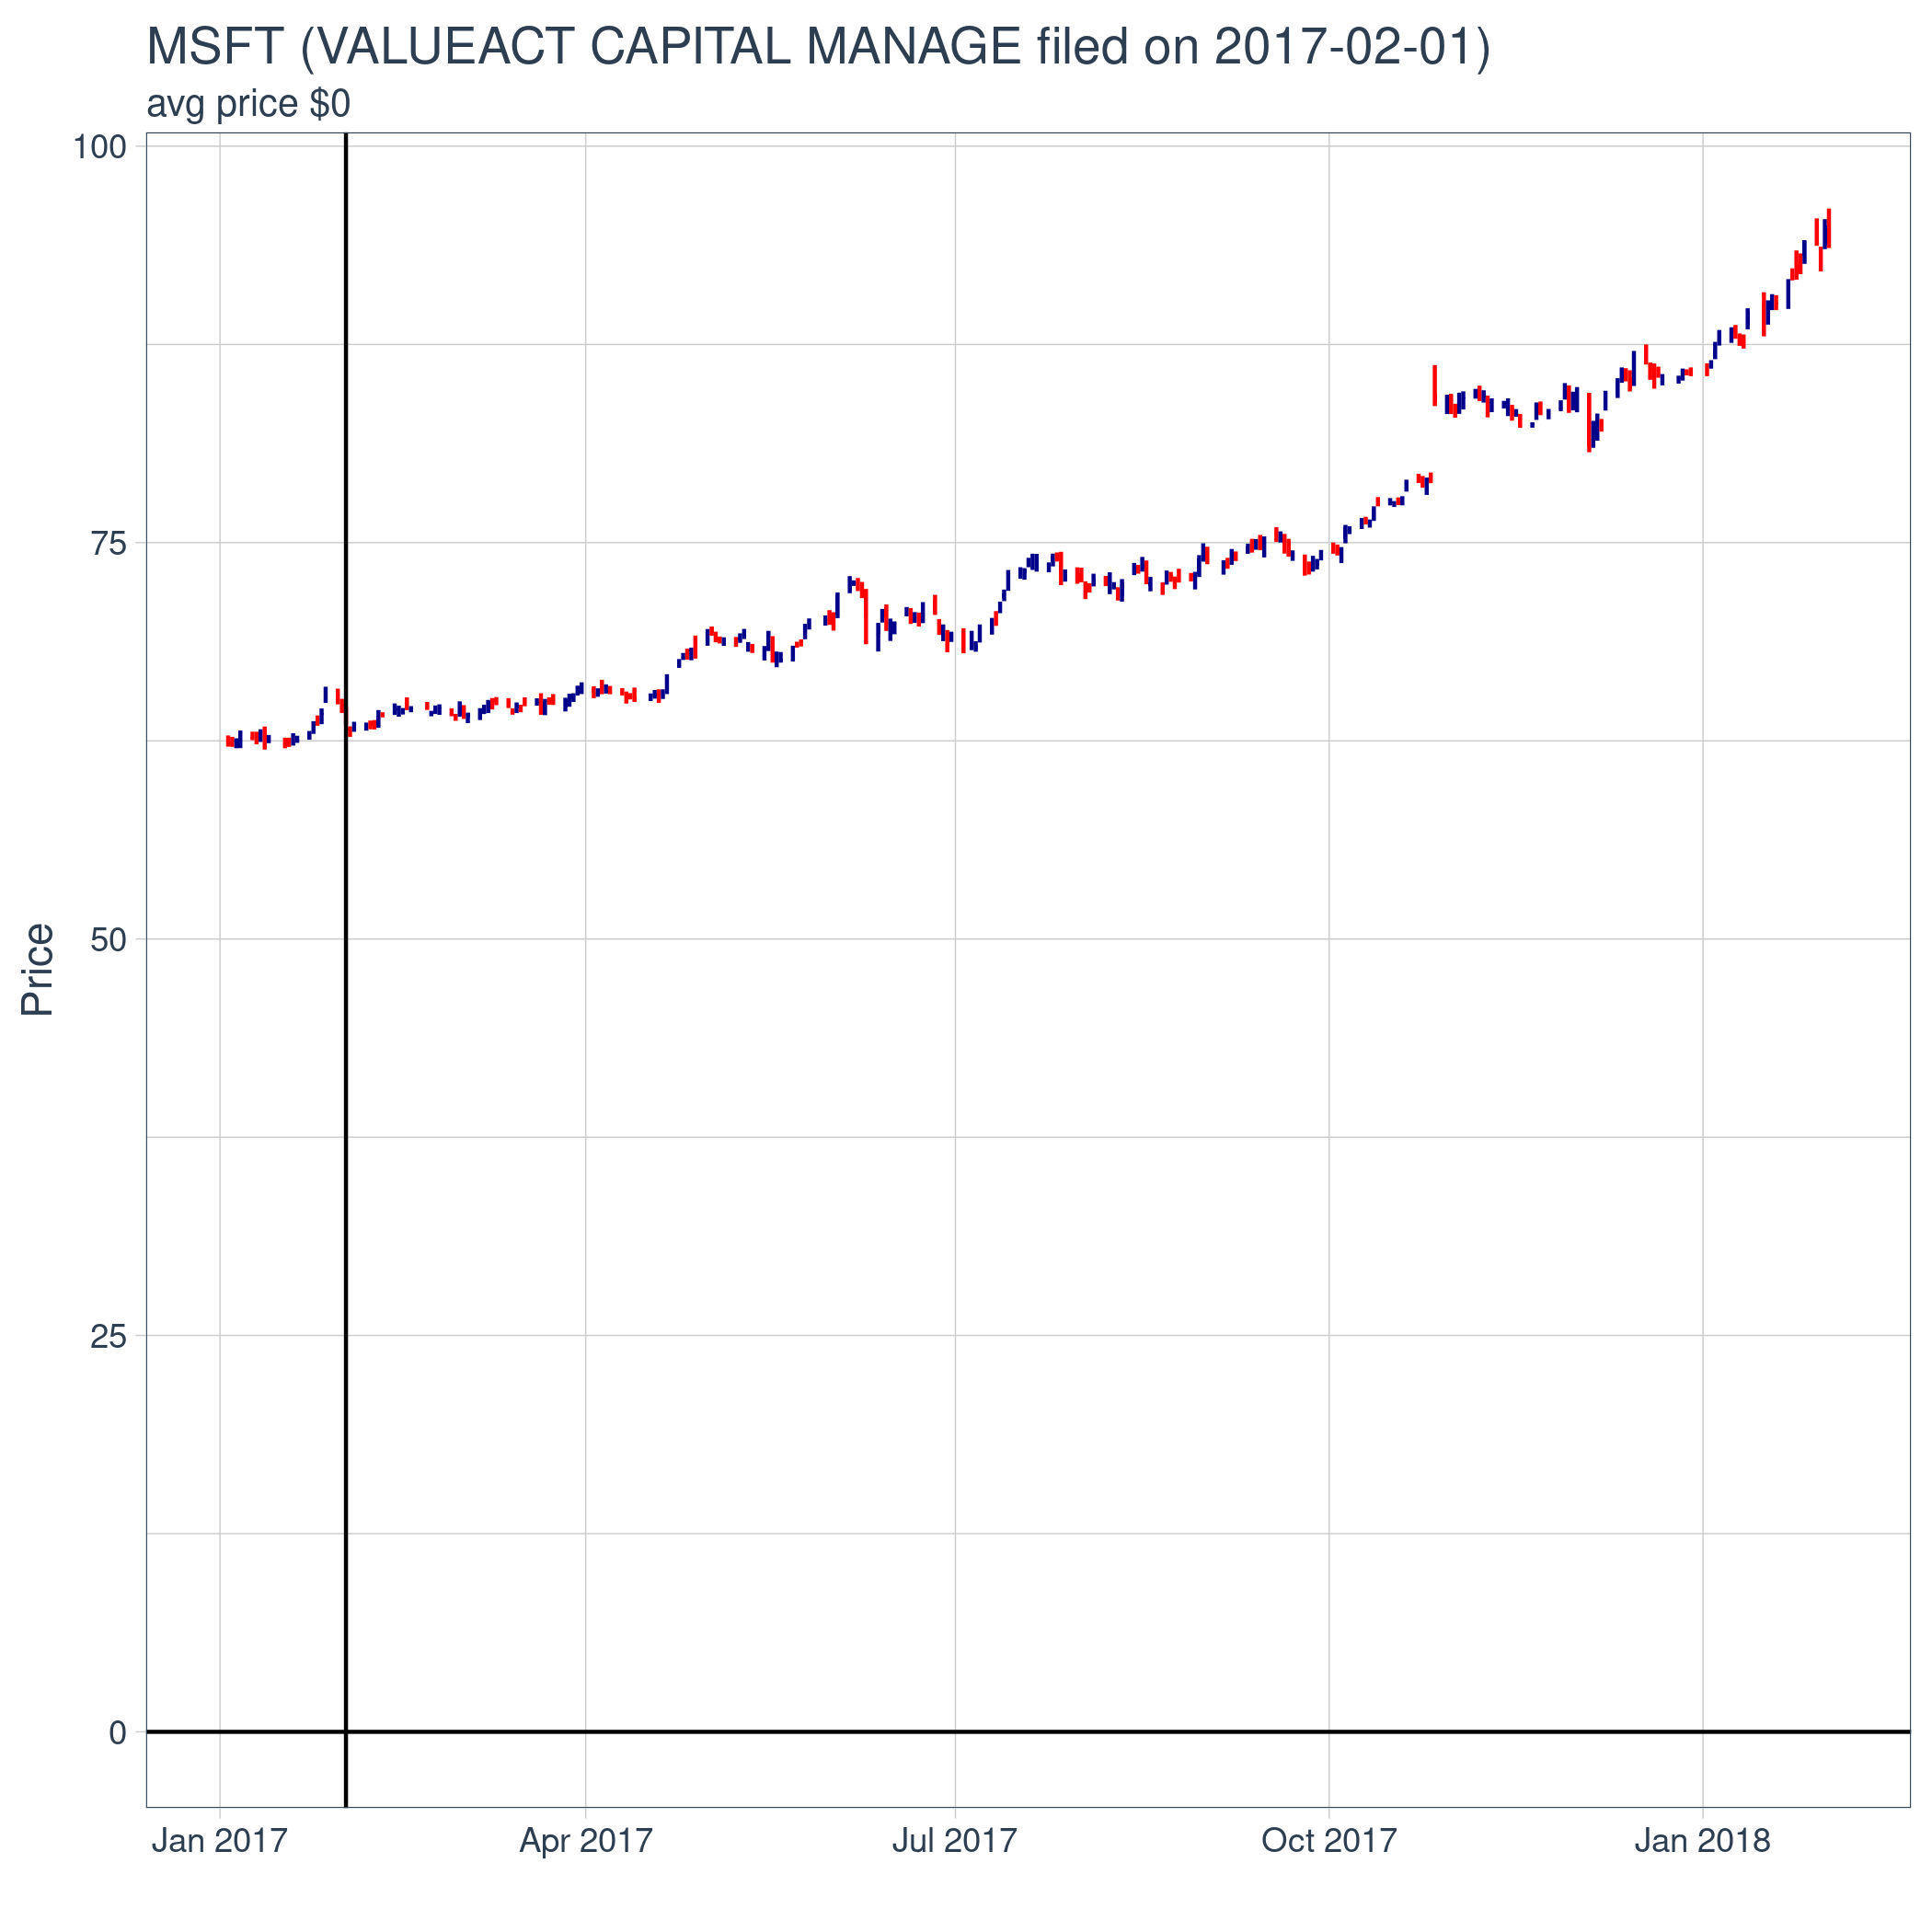 MSFT (VALUEACT CAPITAL MANAGE filed on 2017-02-01)
avg price $0
100
75
50
25
0
Price
Jan 2017
Apr 2017
Jul 2017
Oct 2017
Jan 2018